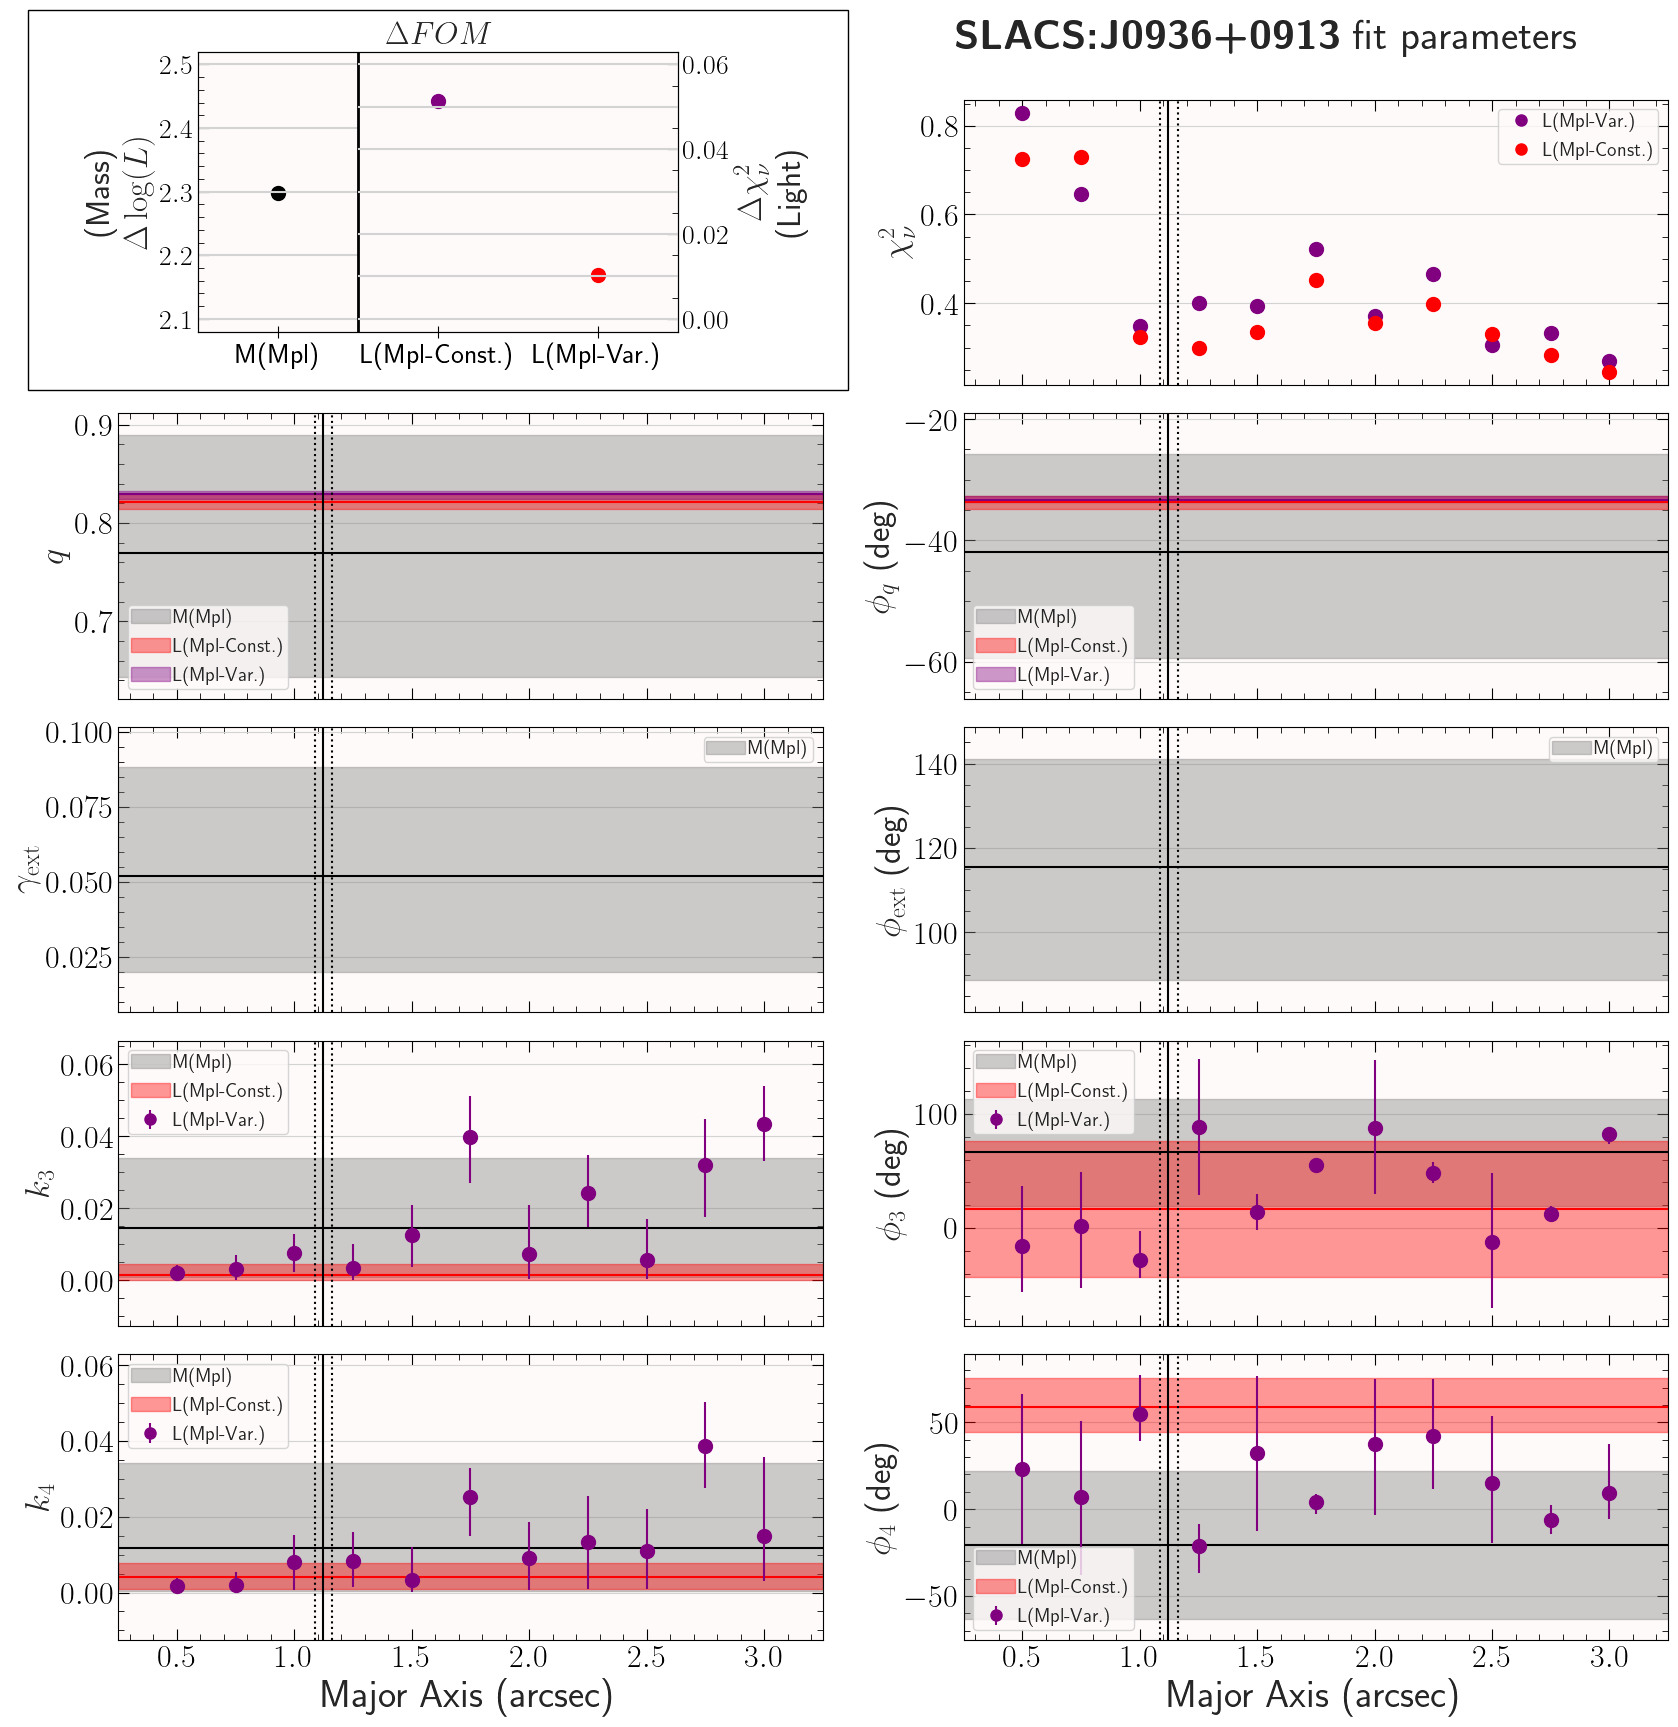 ΔFOM
SLACS:J0936+0913 fit parameters
2.5
2.4
2.3
2.2
2.1
(Mass)
Δ log(L)
0.06
0.04
0.02
0.00
Δχ²ν
(Light)
M(Mpl) L(Mpl-Const.) L(Mpl-Var.)
0.8
0.6
0.4
χ²ν
L(Mpl-Var.)
L(Mpl-Const.)
0.9
0.8
0.7
q
M(Mpl)
L(Mpl-Const.)
L(Mpl-Var.)
−20
−40
−60
ϕq (deg)
M(Mpl)
L(Mpl-Const.)
L(Mpl-Var.)
0.100
0.075
0.050
0.025
γext
M(Mpl)
140
120
100
ϕext (deg)
M(Mpl)
0.06
0.04
0.02
0.00
k3
M(Mpl)
L(Mpl-Const.)
L(Mpl-Var.)
100
0
ϕ3 (deg)
M(Mpl)
L(Mpl-Const.)
L(Mpl-Var.)
0.06
0.04
0.02
0.00
k4
M(Mpl)
L(Mpl-Const.)
L(Mpl-Var.)
0.5 1.0 1.5 2.0 2.5 3.0
Major Axis (arcsec)
50
0
−50
ϕ4 (deg)
M(Mpl)
L(Mpl-Const.)
L(Mpl-Var.)
0.5 1.0 1.5 2.0 2.5 3.0
Major Axis (arcsec)